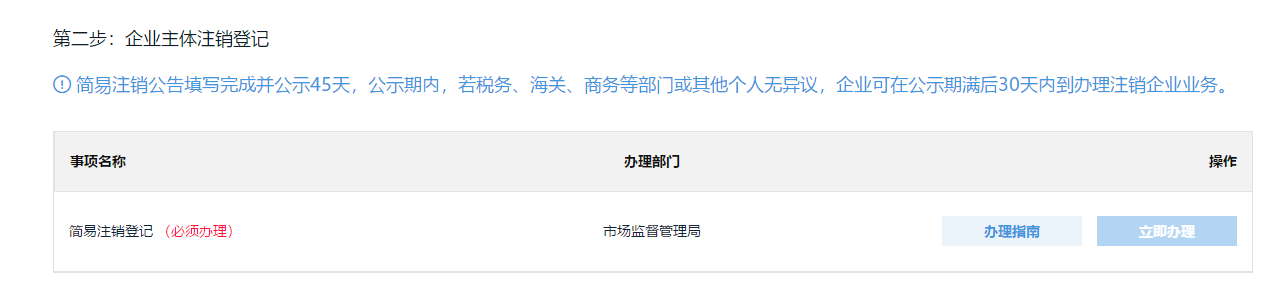 第二步：企业主体注销登记
简易注销公告填写完成并公示45天，公示期内，若税务、海关、商务等部门或其他个人无异议，企业可在公示期满后30天内到办理注销企业业务。
事项名称 办理部门 操作
简易注销登记 （必须办理） 市场监督管理局 办理指南 立即办理